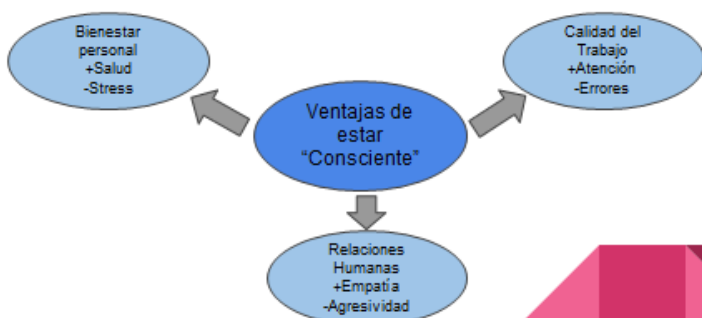 Bienestar
personal
+Salud
-Stress
Calidad del
Trabajo
+Atención
-Errores
Ventajas de
estar
“Consciente”
Relaciones
Humanas
+Empatía
-Agresividad